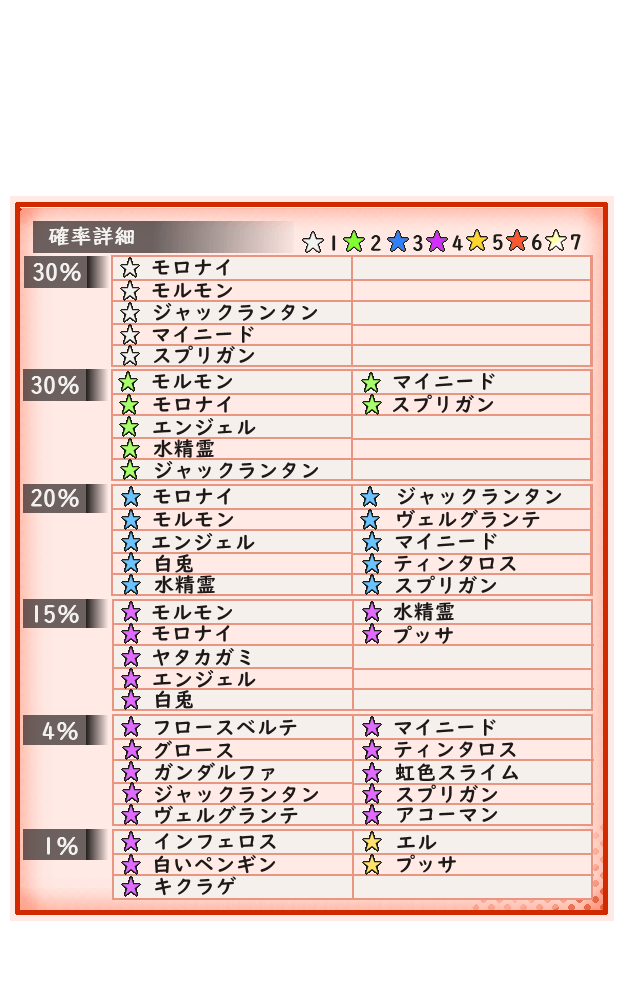 確率詳細
☆1★2★3★4★5★6★7
30%
☆ モロナイ
☆ モルモン
☆ ジャックランタン
☆ マイニード
☆ スプリガン
30%
★ モルモン ★ マイニード
★ モロナイ ★ スプリガン
★ エンジェル
★ 水精霊
★ ジャックランタン
20%
★ モロナイ ★ ジャックランタン
★ モルモン ★ ヴェルグランテ
★ エンジェル ★ マイニード
★ 白兎 ★ ティンタロス
★ 水精霊 ★ スプリガン
15%
★ モルモン ★ 水精霊
★ モロナイ ★ プッサ
★ ヤタカガミ
★ エンジェル
★ 白兎
4%
★ フロースベルテ ★ マイニード
★ グロース ★ ティンタロス
★ ガンダルファ ★ 虹色スライム
★ ジャックランタン ★ スプリガン
★ ヴェルグランテ ★ アコーマン
1%
★ インフェロス ★ エル
★ 白いペンギン ★ プッサ
★ キクラゲ